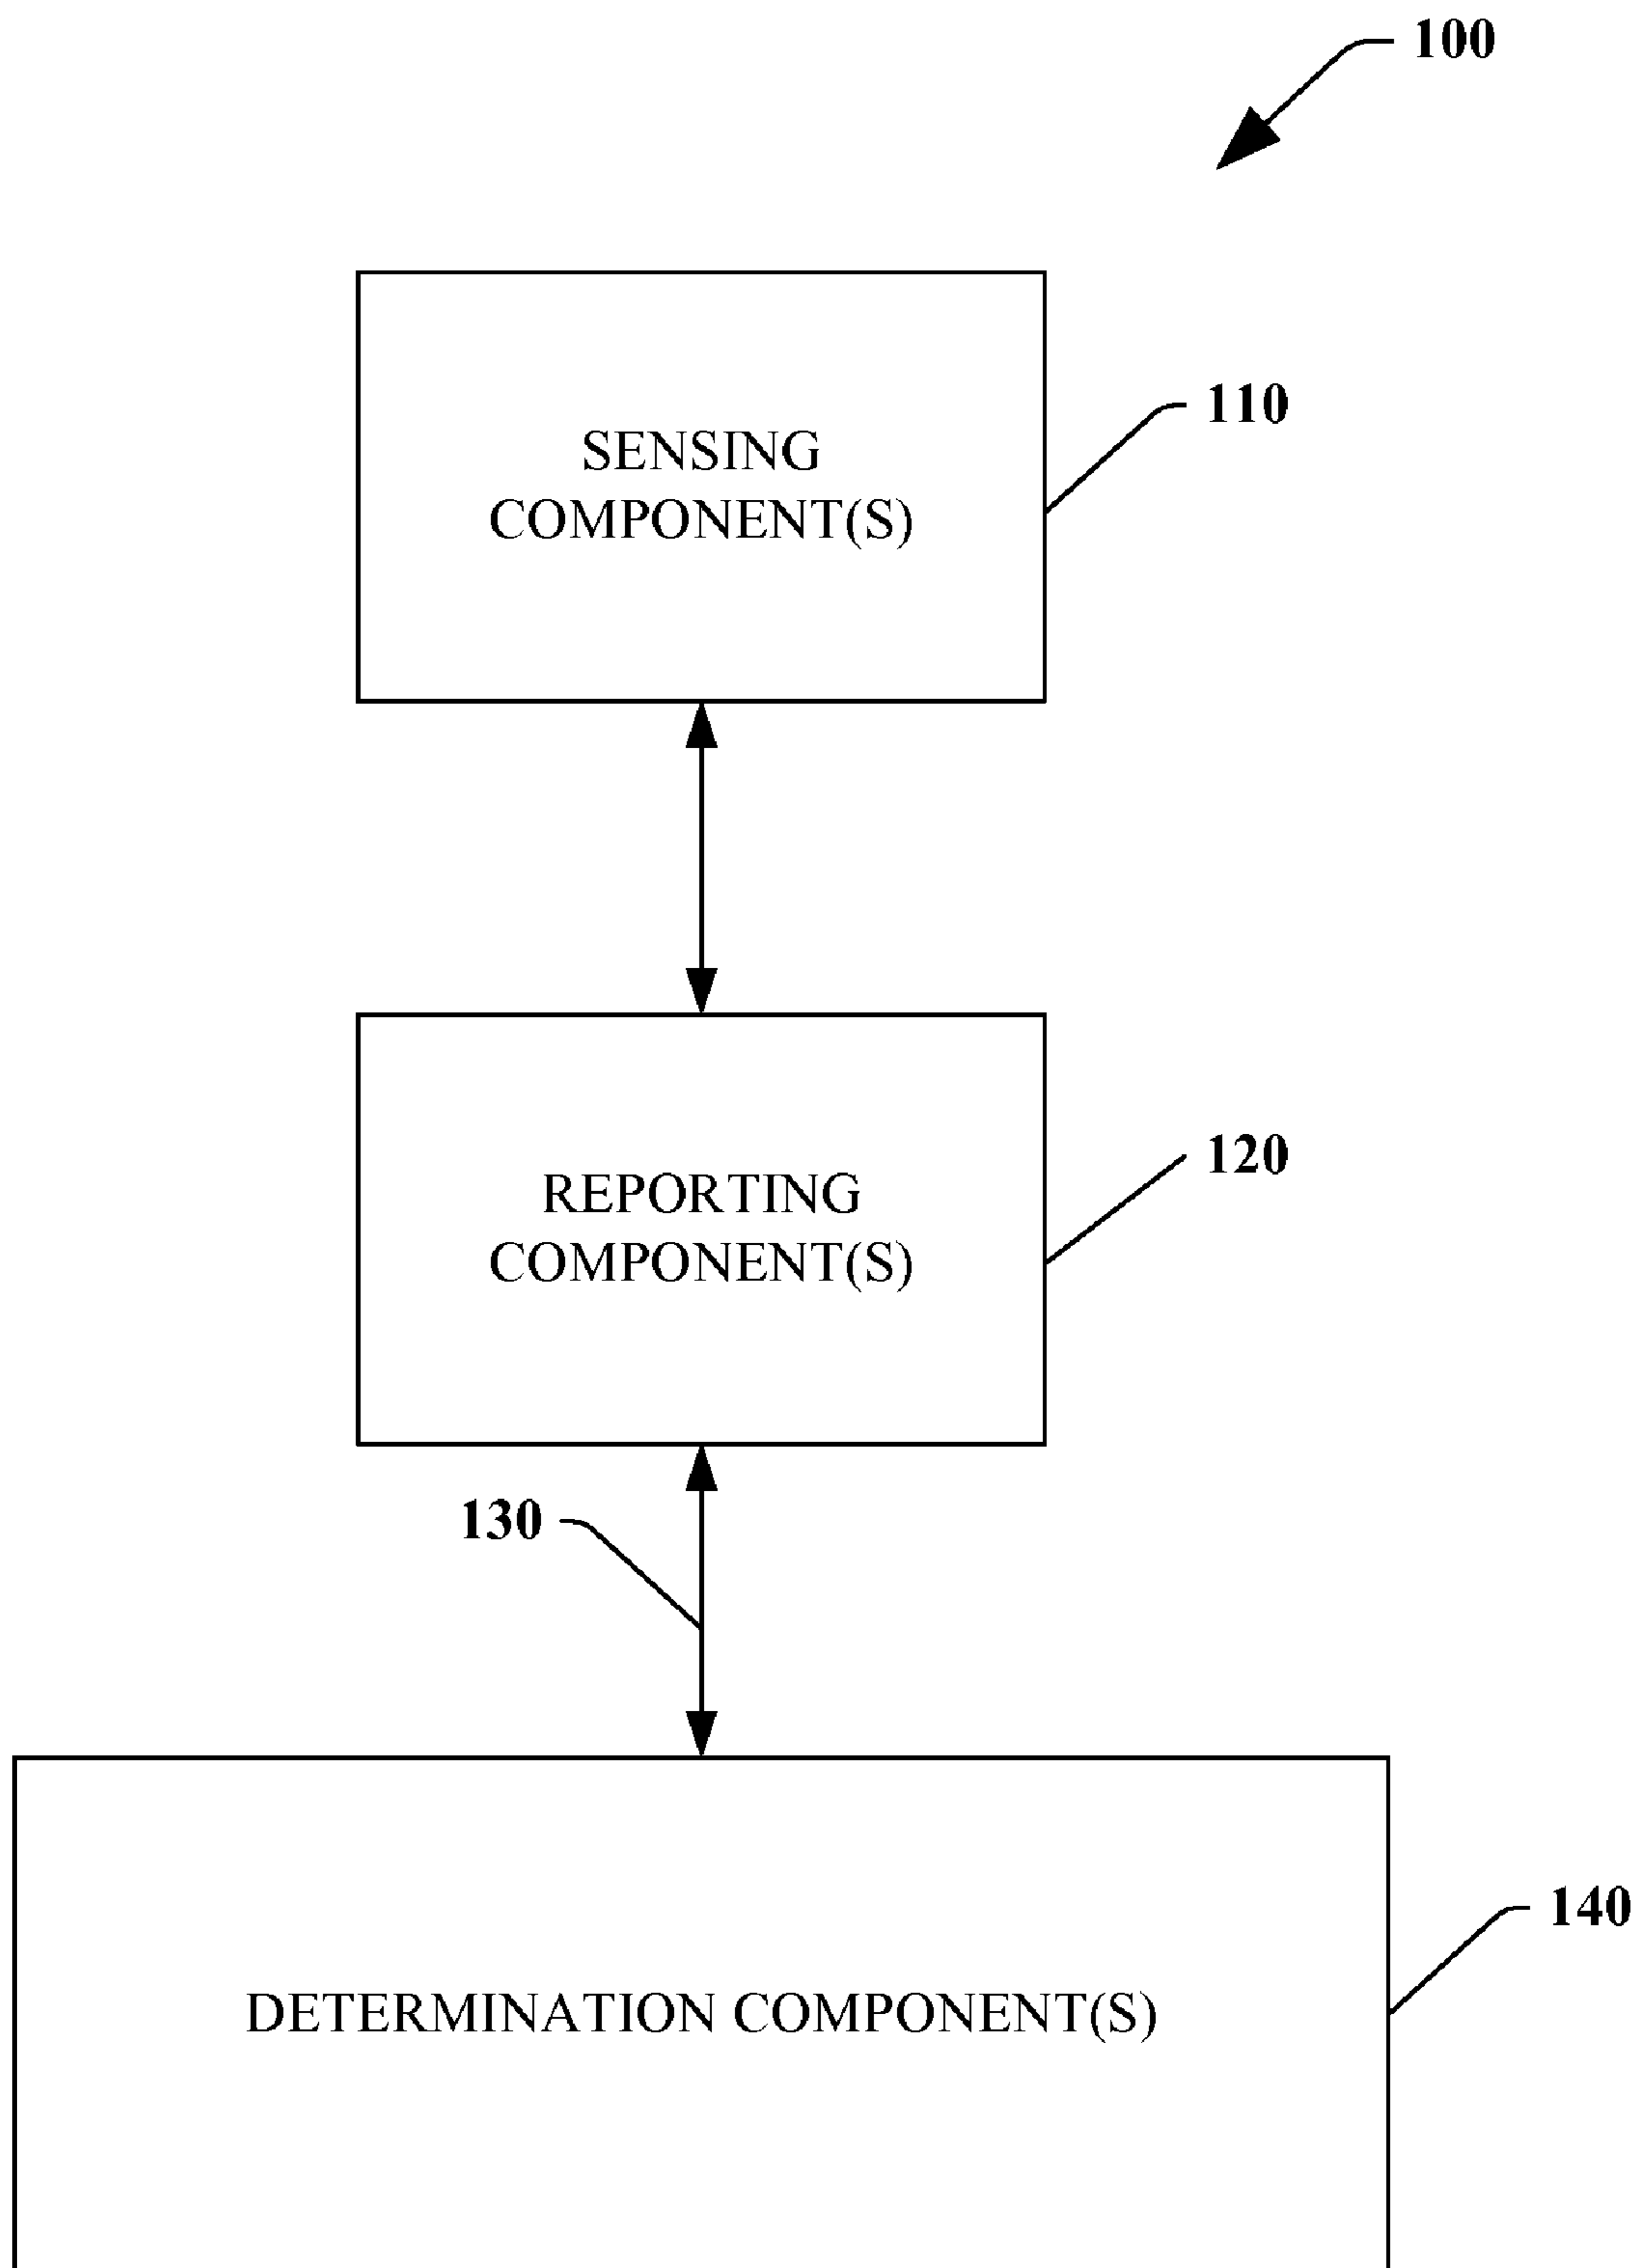 100
SENSING
COMPONENT(S)
110
REPORTING
COMPONENT(S)
120
130
DETERMINATION COMPONENT(S)
140